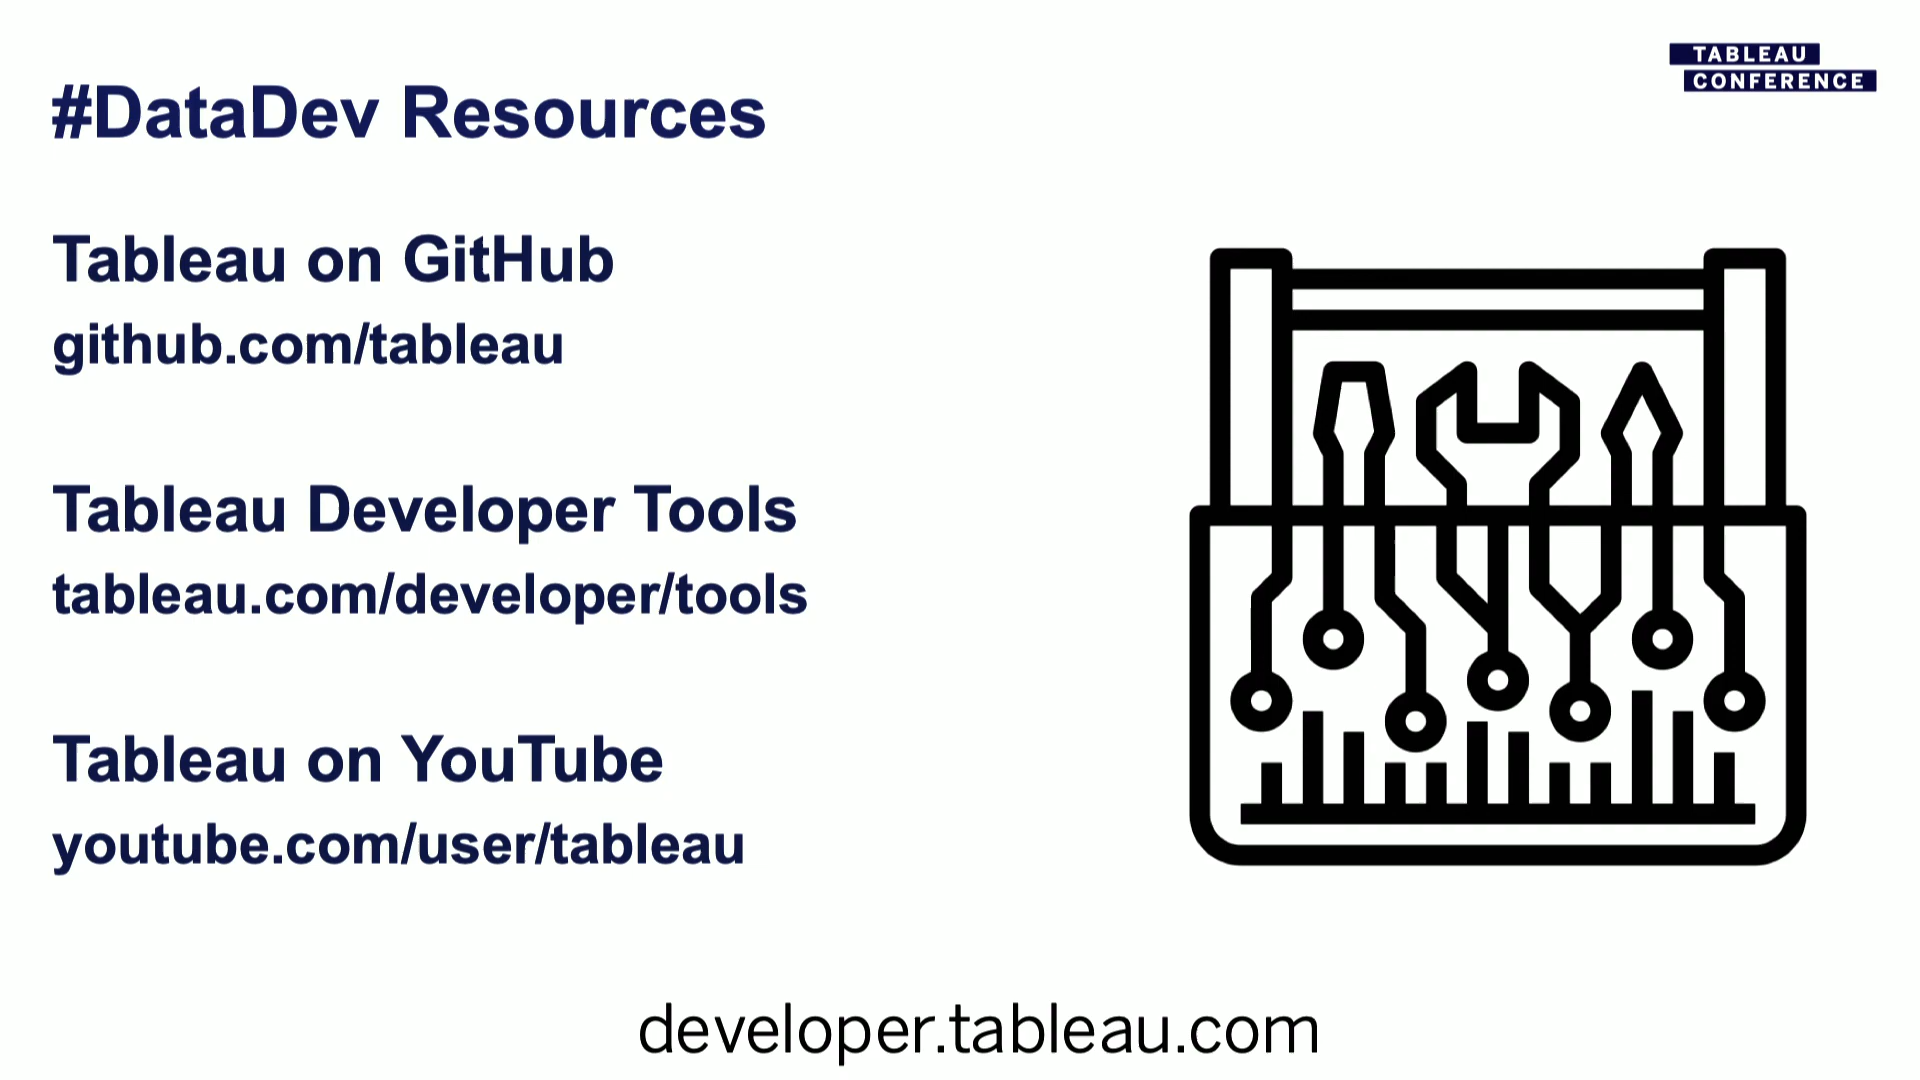 TABLEAU
CONFERENCE
#DataDev Resources
Tableau on GitHub
github.com/tableau
Tableau Developer Tools
tableau.com/developer/tools
Tableau on YouTube
youtube.com/user/tableau
developer.tableau.com